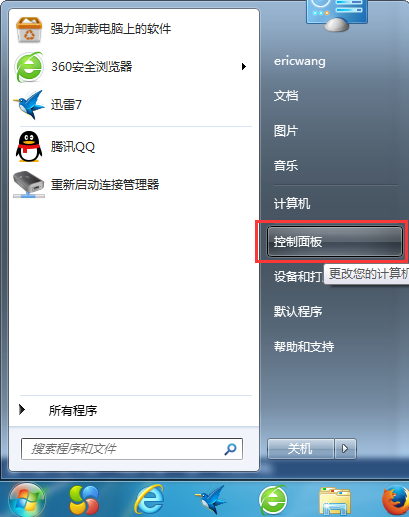 强力卸载电脑上的软件
360安全浏览器
迅雷7
腾讯QQ
重新启动连接管理器
所有程序
搜索程序和文件
ericwang
文档
图片
音乐
计算机
控制面板
设备和打
更改您的计算机
默认程序
帮助和支持
关机